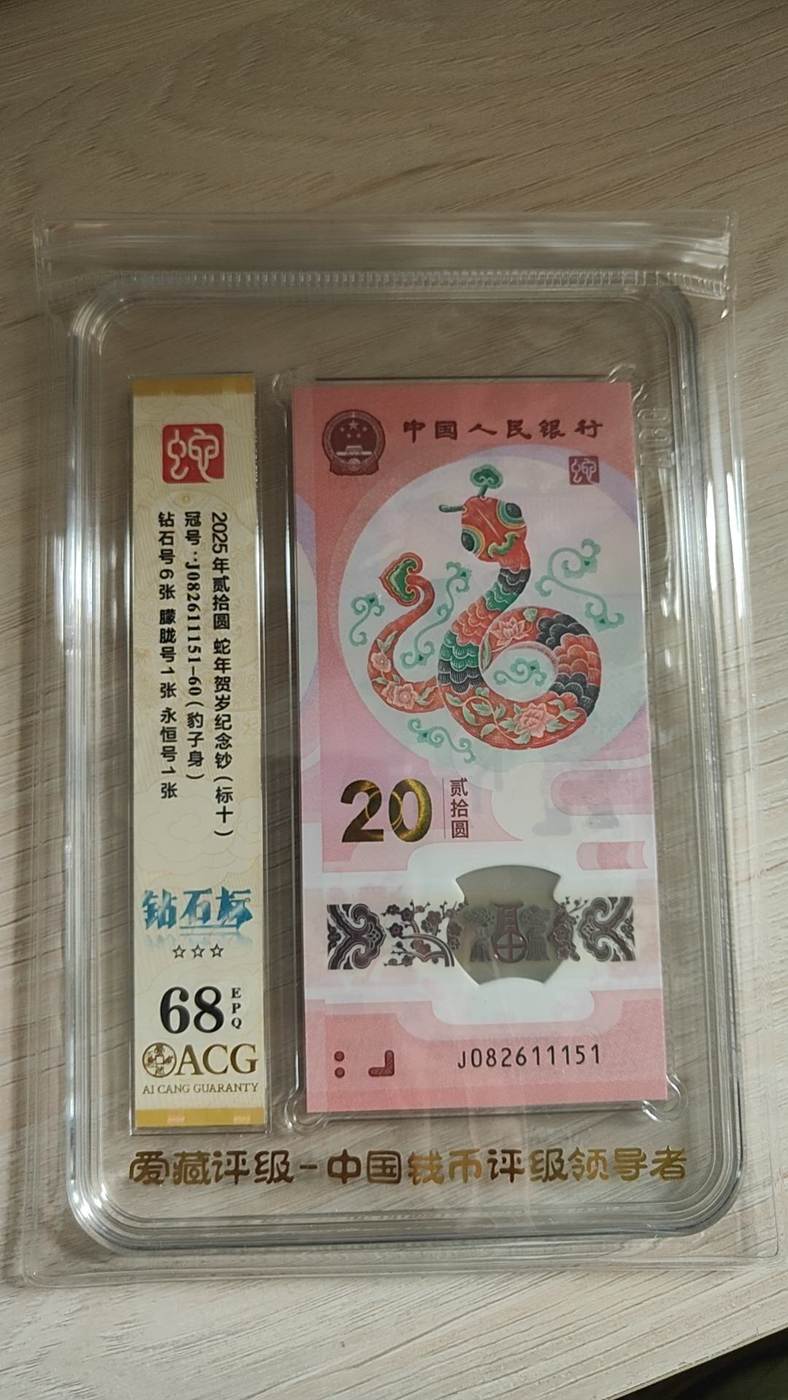 蛇
2025年贰拾圆 蛇年贺岁纪念钞（标十）
冠号：J082611151-60（豹子身）
钻石号6张 朦胧号1张 永恒号1张
钻石标
☆☆☆
68 EPQ
ACG
AI CANG GUARANTY
中国人民银行
蛇
20 贰拾圆
J082611151
爱藏评级-中国钱币评级领导者